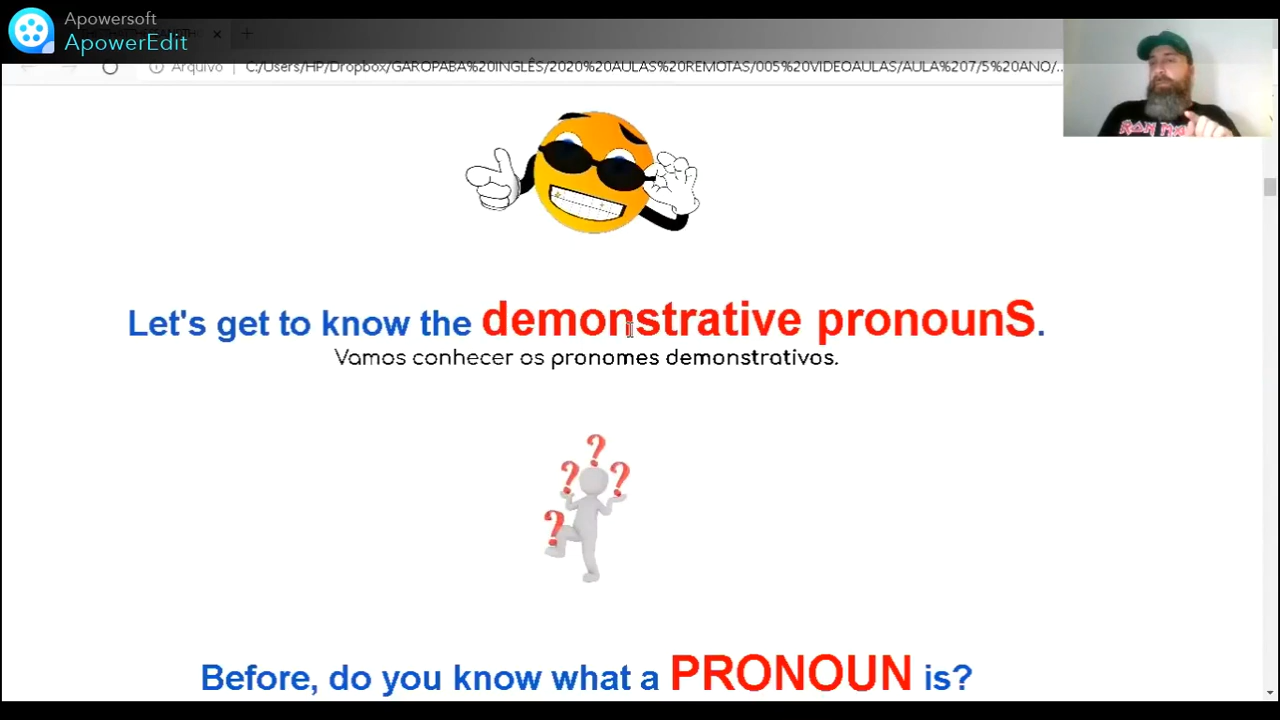 Apowersoft
ApowerEdit
Arquivo C:/Users/HP/Dropbox/GAROPABA%20INGLÊS/2020%20AULAS%20REMOTAS/005%20VIDEOAULAS/AULA%207/5%20ANO/...
Let's get to know the demonstrative pronounS.
Vamos conhecer os pronomes demonstrativos.
? ? ? ?
Before, do you know what a PRONOUN is?